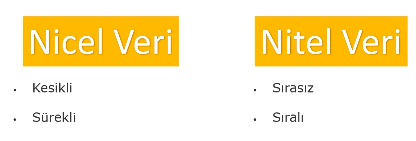 Nicel Veri
• Kesikli
• Sürekli
Nitel Veri
• Sırasız
• Sıralı